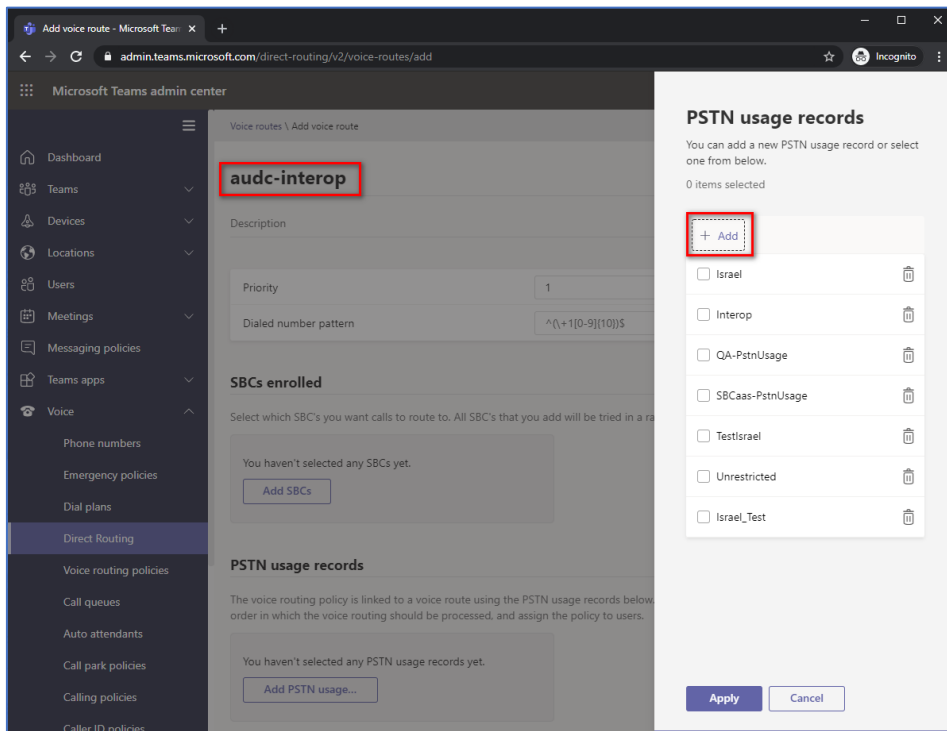 Add voice route - Microsoft Tean
admin.teams.microsoft.com/direct-routing/v2/voice-routes/add
Incognito
Microsoft Teams admin center
Dashboard
Teams
Devices
Locations
Users
Meetings
Messaging policies
Teams apps
Voice
Phone numbers
Emergency policies
Dial plans
Direct Routing
Voice routing policies
Call queues
Auto attendants
Call park policies
Calling policies
Caller ID policies
Voice routes \ Add voice route
audc-interop
Description
Priority
1
Dialed number pattern
^(\+1[0-9]{10})$
SBCs enrolled
Select which SBC's you want calls to route to. All SBC's that you add will be tried in a ra
You haven't selected any SBCs yet.
Add SBCs
PSTN usage records
The voice routing policy is linked to a voice route using the PSTN usage records below.
order in which the voice routing should be processed, and assign the policy to users.
You haven't selected any PSTN usage records yet.
Add PSTN usage...
PSTN usage records
You can add a new PSTN usage record or select
one from below.
0 items selected
+ Add
Israel
Interop
QA-PstnUsage
SBCaas-PstnUsage
TestIsrael
Unrestricted
Israel_Test
Apply
Cancel